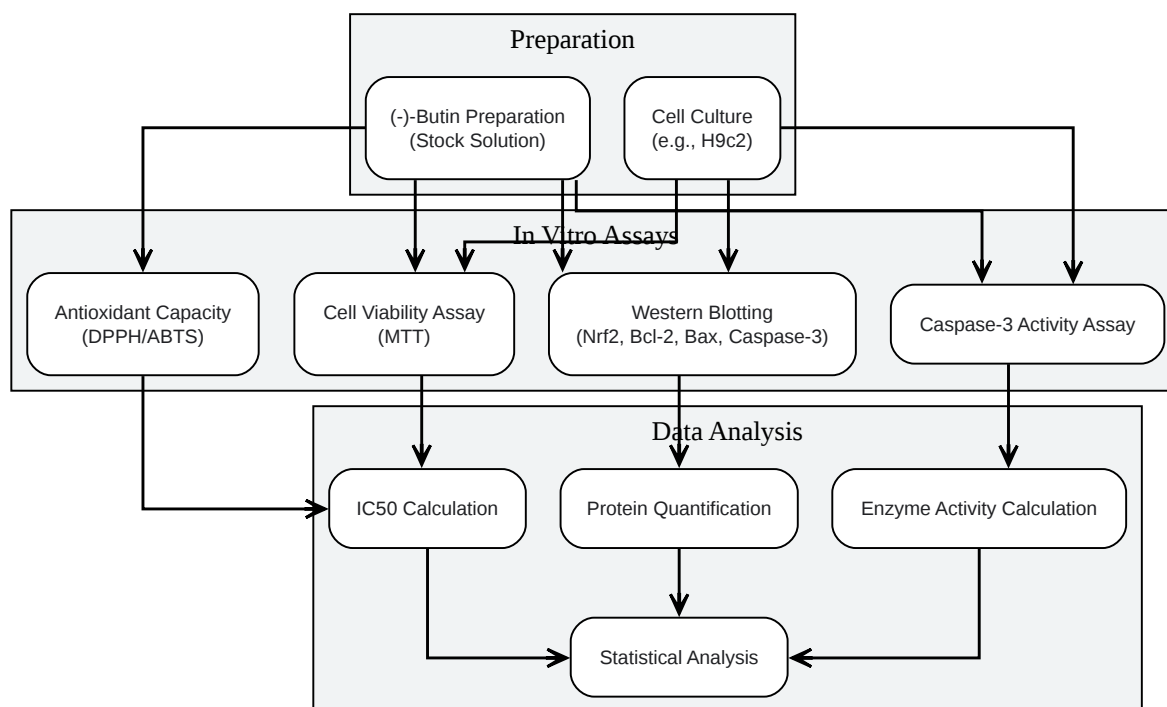 Preparation
(-)-Butin Preparation
(Stock Solution)
Cell Culture
(e.g., H9c2)
In Vitro Assays
Antioxidant Capacity
(DPPH/ABTS)
Cell Viability Assay
(MTT)
Western Blotting
(Nrf2, Bcl-2, Bax, Caspase-3)
Caspase-3 Activity Assay
Data Analysis
IC50 Calculation
Protein Quantification
Enzyme Activity Calculation
Statistical Analysis